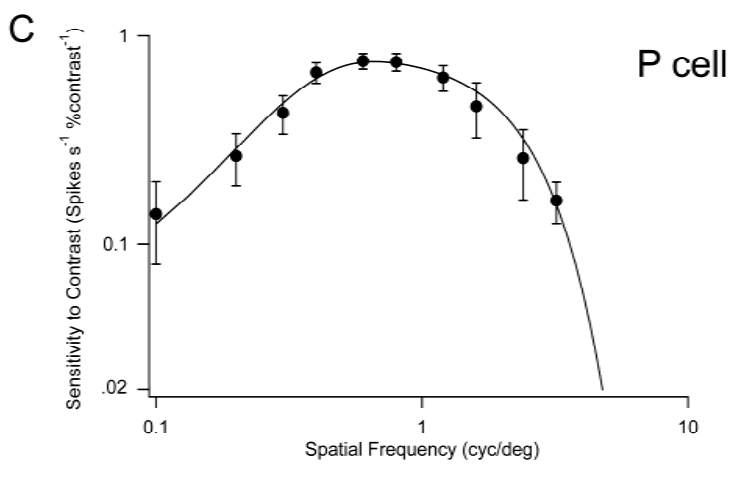 C
P cell
Sensitivity to Contrast (Spikes s⁻¹ %contrast⁻¹)
1
0.1
.02
0.1
1
10
Spatial Frequency (cyc/deg)